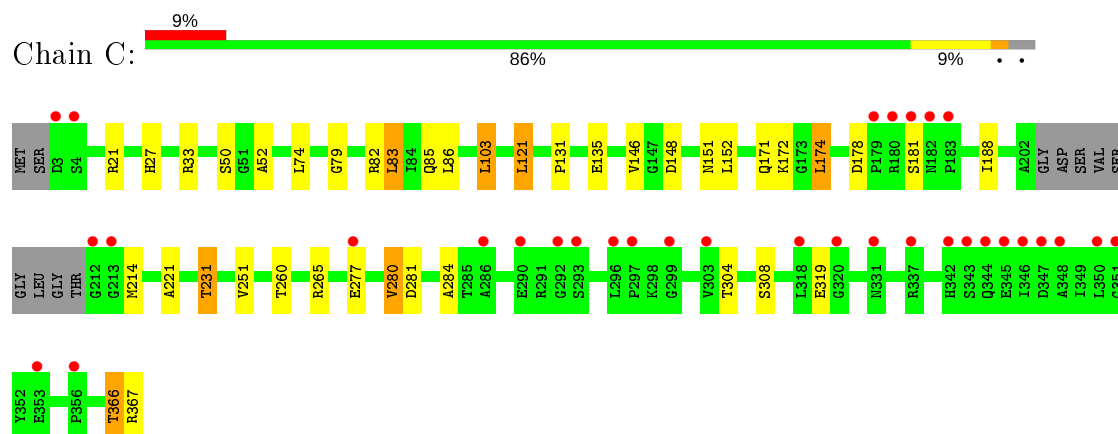 9%
Chain C:
86% 9% • •
MET SER D3 S4 R21 H27 R33 S50 G51 A52 L74 G79 R82 L83 I84 Q85 L86 L103 L121 P131 E135 V146 G147 D148 N151 L152 Q171 K172 G173 L174 D178 P179 R180 S181 N182 P183 I188 A202 GLY ASP SER VAL SER
GLY LEU GLY THR G212 G213 M214 A221 T231 V251 T260 R265 E277 V280 D281 A284 T285 A286 E290 R291 G292 S293 L296 P297 K298 G299 V303 T304 S308 L318 E319 G320 N331 R337 H342 S343 Q344 E345 I346 D347 A348 I349 L350 G351
Y352 E353 P356 T366 R367